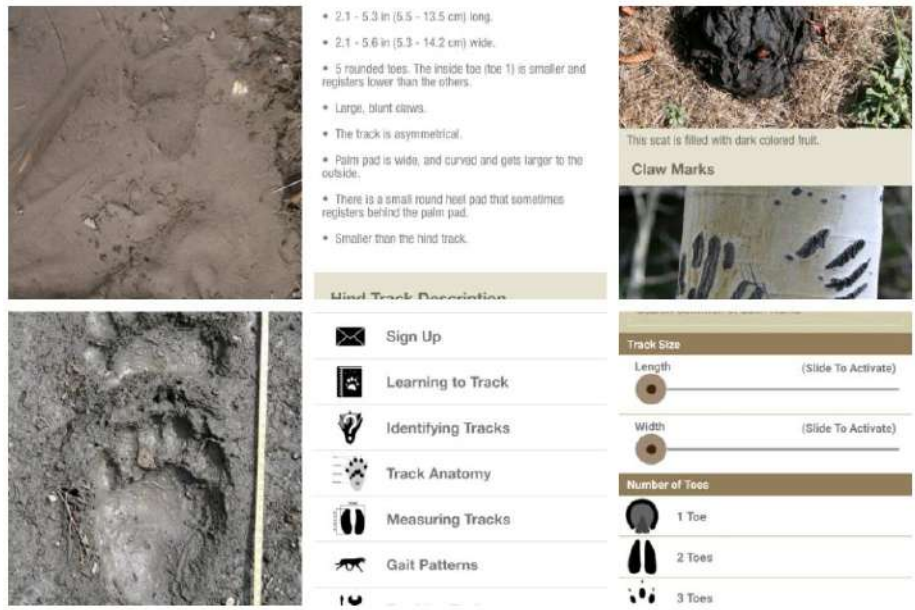 • 2.1 - 5.3 in (5.5 - 13.5 cm) long.
• 2.1 - 5.6 in (5.3 - 14.2 cm) wide.
• 5 rounded toes. The inside toe (toe 1) is smaller and
registers lower than the others.
• Large, blunt claws.
• The track is asymmetrical.
• Palm pad is wide, and curved and gets larger to the
outside.
• There is a small round heel pad that sometimes
registers behind the palm pad.
• Smaller than the hind track.
Hind Track Description
This scat is filled with dark colored fruit.
Claw Marks
Sign Up
Learning to Track
Identifying Tracks
Track Anatomy
Measuring Tracks
Gait Patterns
Track Size
Length (Slide To Activate)
Width (Slide To Activate)
Number of Toes
1 Toe
2 Toes
3 Toes